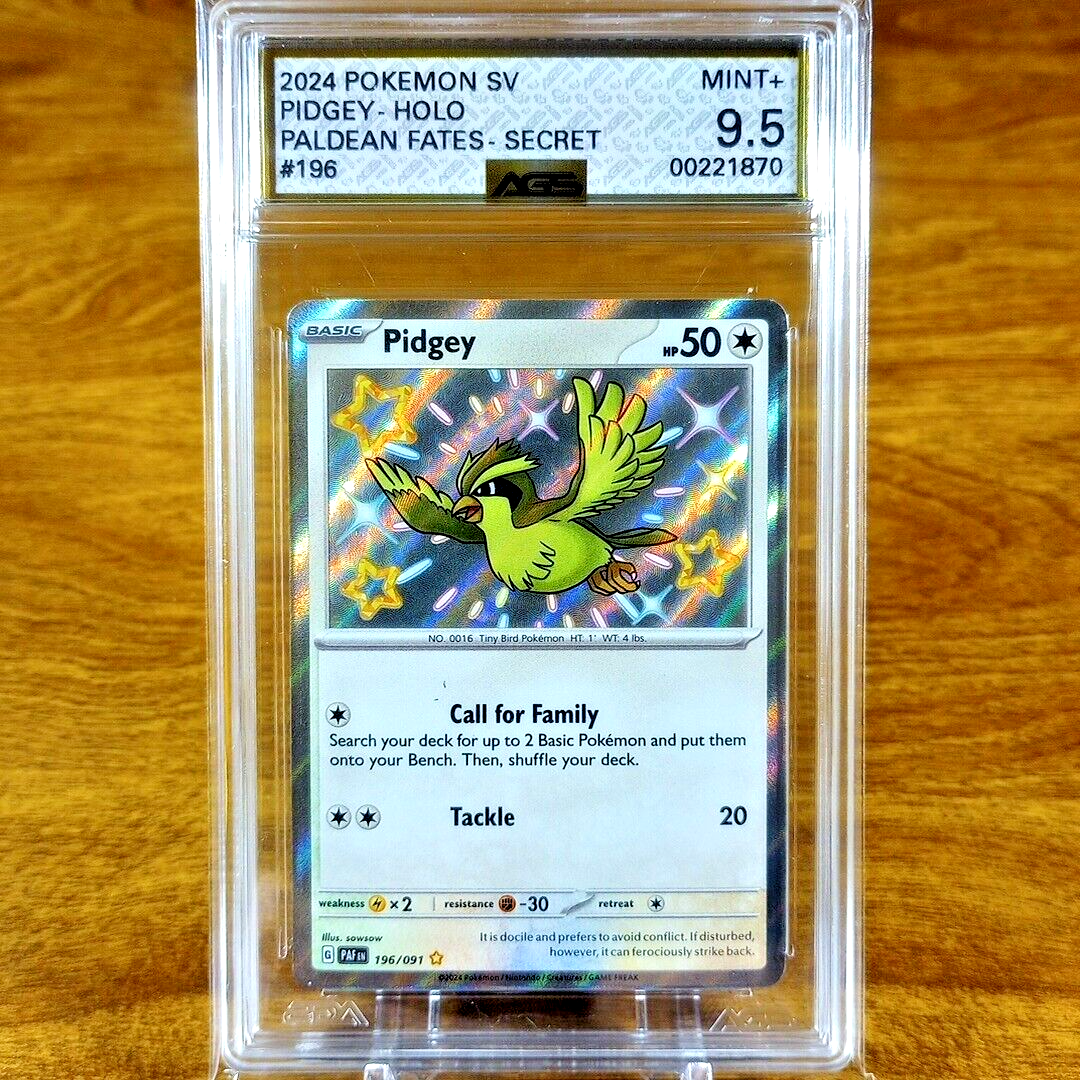 2024 POKEMON SV
MINT+
PIDGEY - HOLO
9.5
PALDEAN FATES - SECRET
#196
AGS
00221870
BASIC
Pidgey
HP50
NO. 0016 Tiny Bird Pokémon HT: 1' WT: 4 lbs.
Call for Family
Search your deck for up to 2 Basic Pokémon and put them
onto your Bench. Then, shuffle your deck.
Tackle
20
weakness ×2 resistance -30 retreat
Illus. sowsow
It is docile and prefers to avoid conflict. If disturbed,
however, it can ferociously strike back.
G PAF EN 196/091
©2024 Pokémon / Nintendo / Creatures / GAME FREAK